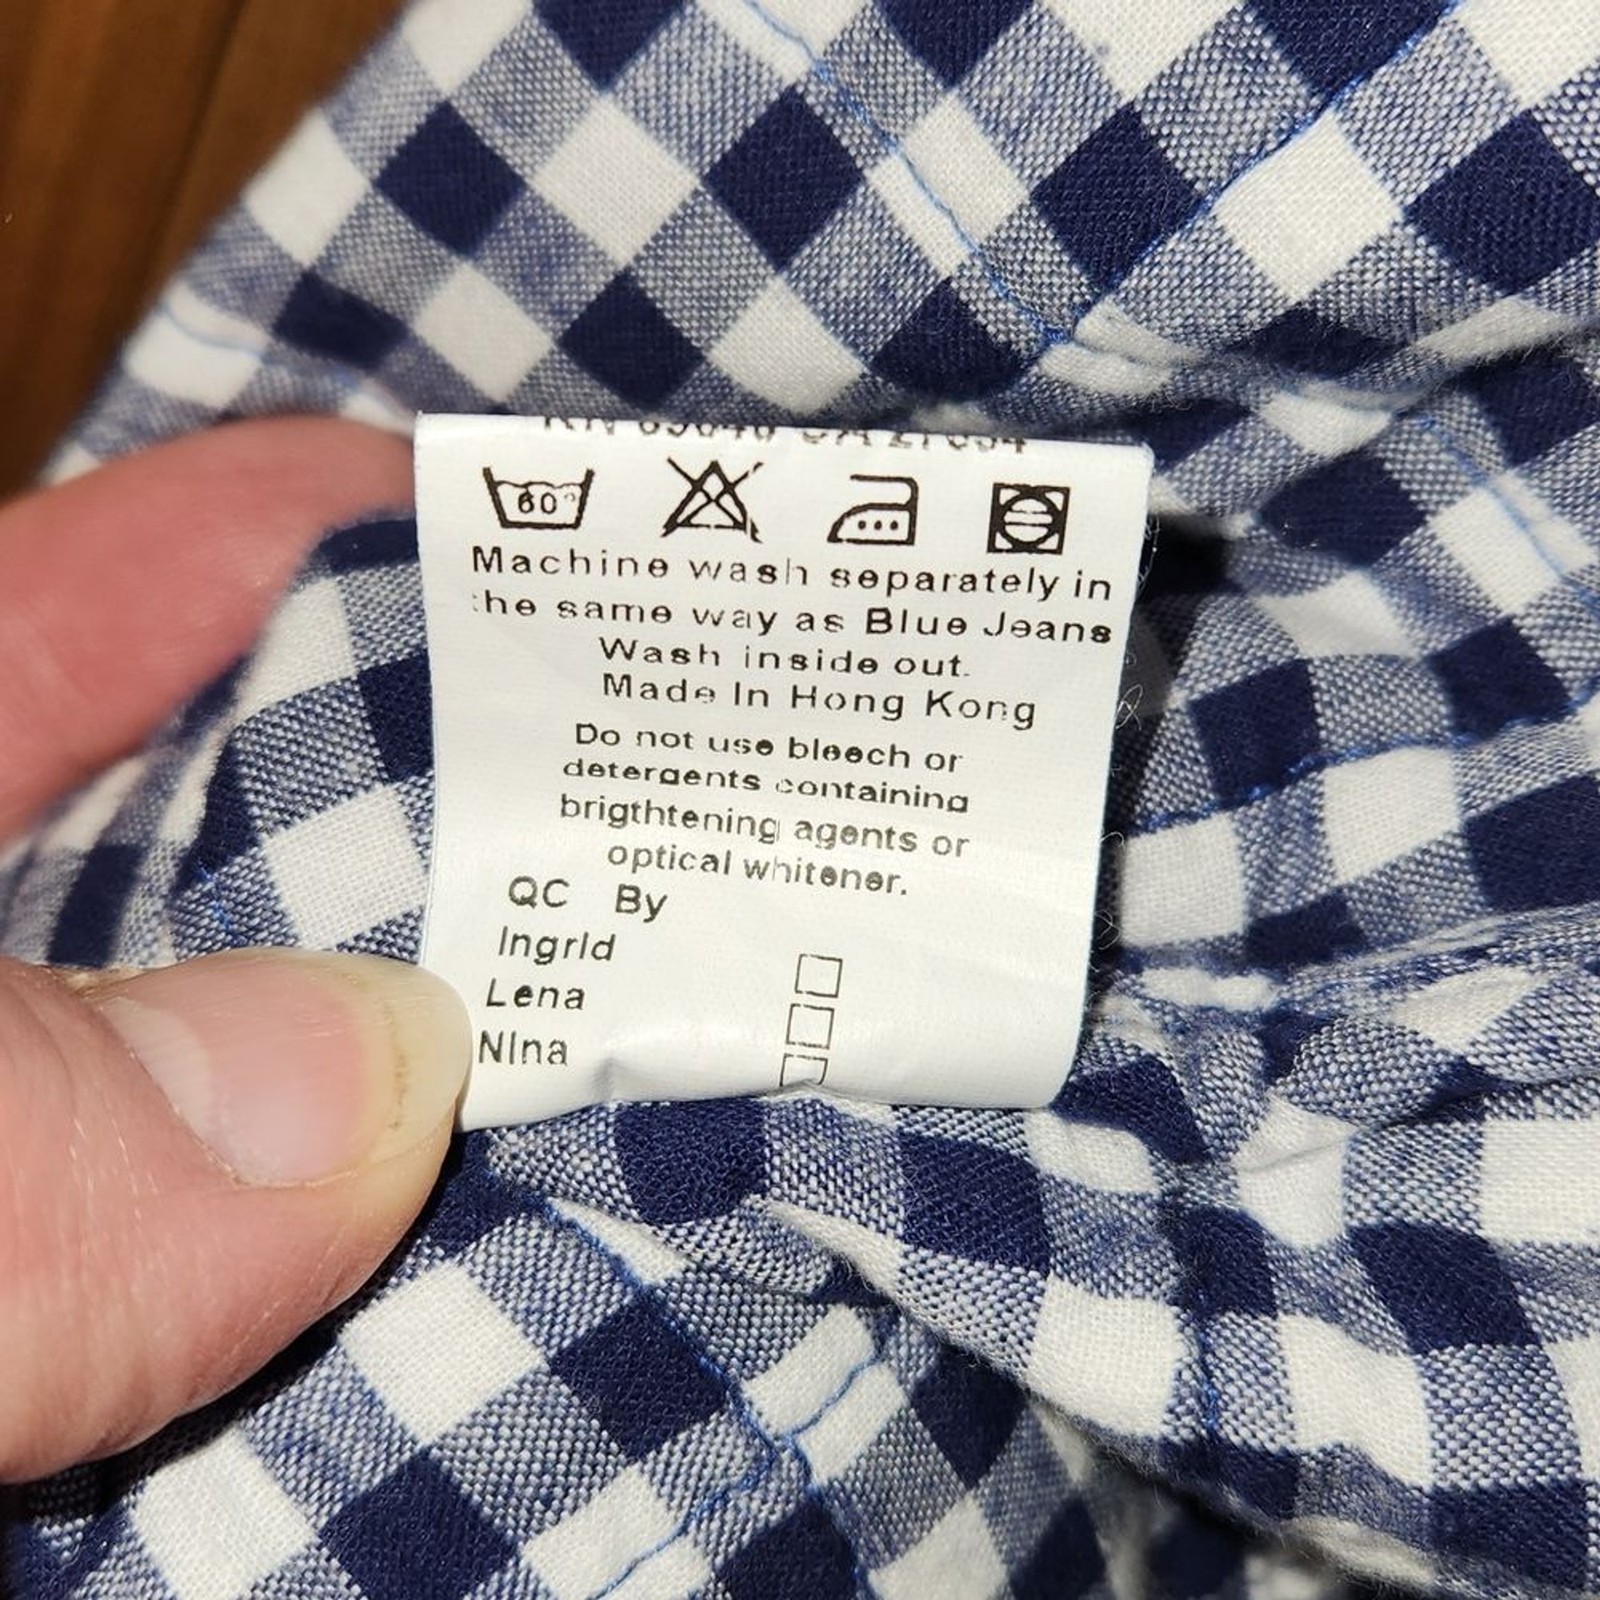 60°
Machine wash separately in
the same way as Blue Jeans
Wash inside out.
Made In Hong Kong
Do not use bleech or
detergents containing
brigthtening agents or
optical whitener.
QC By
IngrId
Lena
NIna